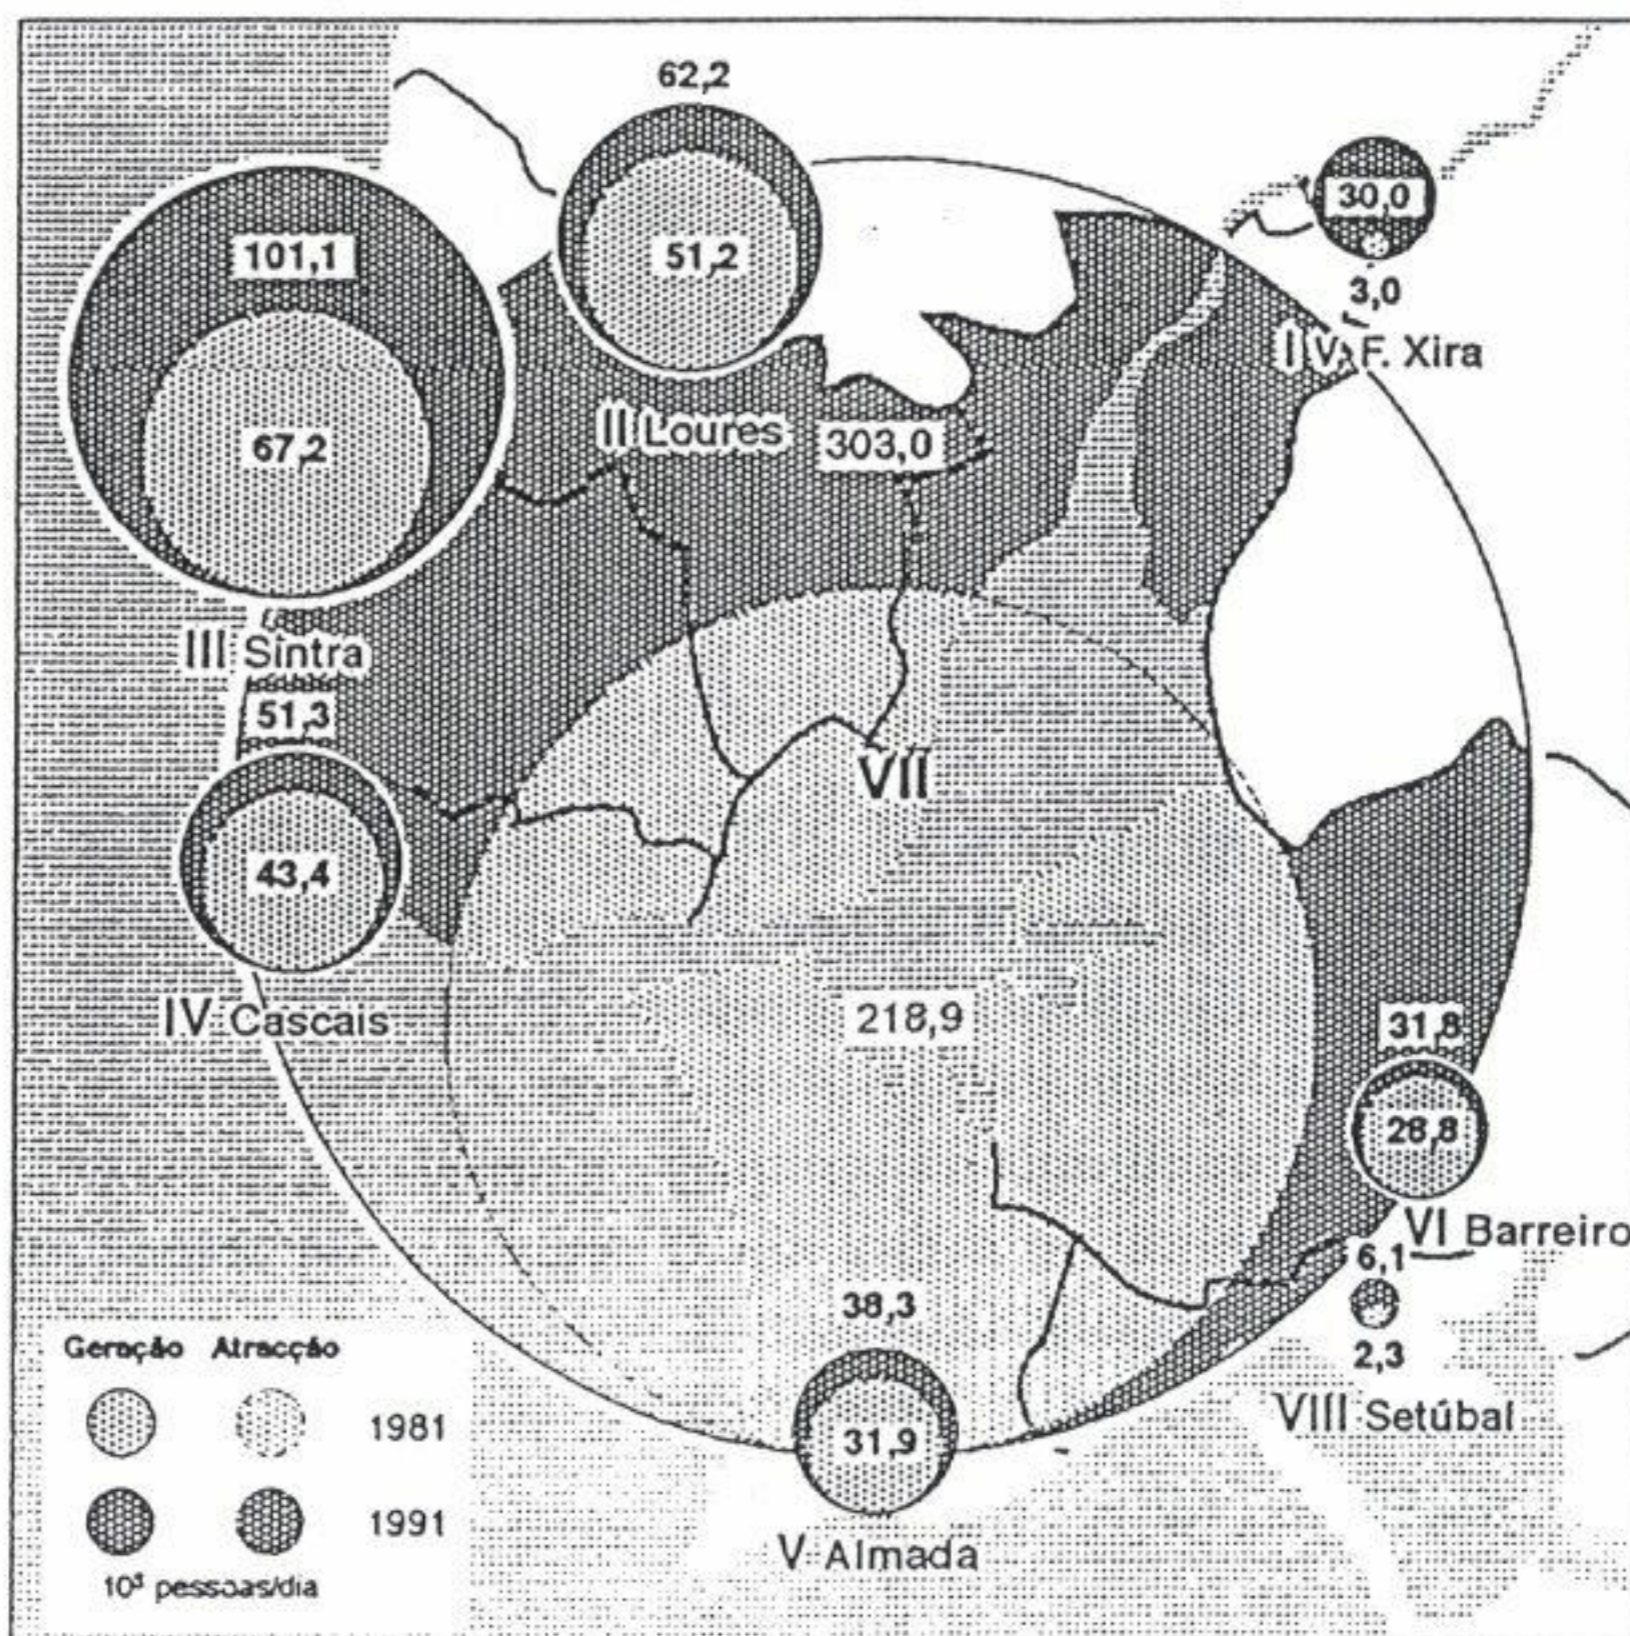 62,2
30,0
101,1
51,2
3,0
I V. F. Xira
II Loures
303,0
67,2
III Sintra
51,3
VII
43,4
IV Cascais
218,9
31,8
28,8
VI Barreiro
6,1
38,3
2,3
Geração Atracção
VIII Setúbal
1981
31,9
1991
V Almada
10³ pessoas/dia